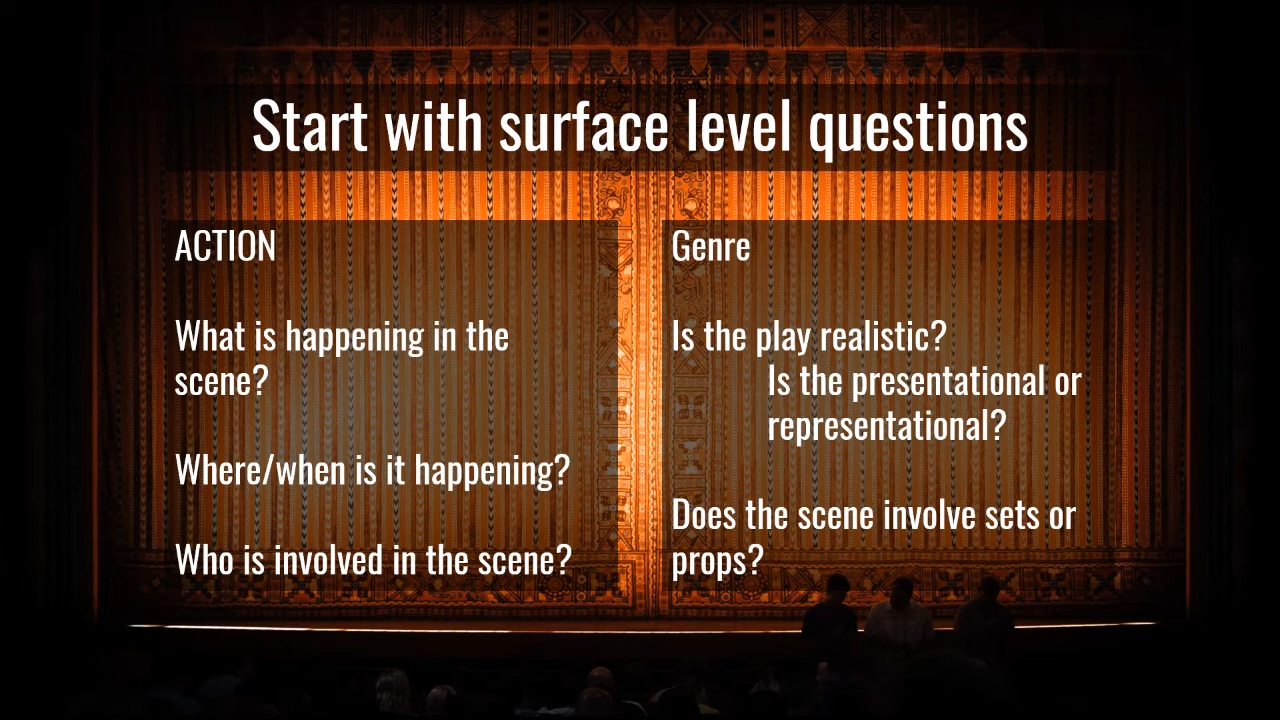 Start with surface level questions
ACTION
What is happening in the
scene?
Where/when is it happening?
Who is involved in the scene?
Genre
Is the play realistic?
Is the presentational or
representational?
Does the scene involve sets or
props?